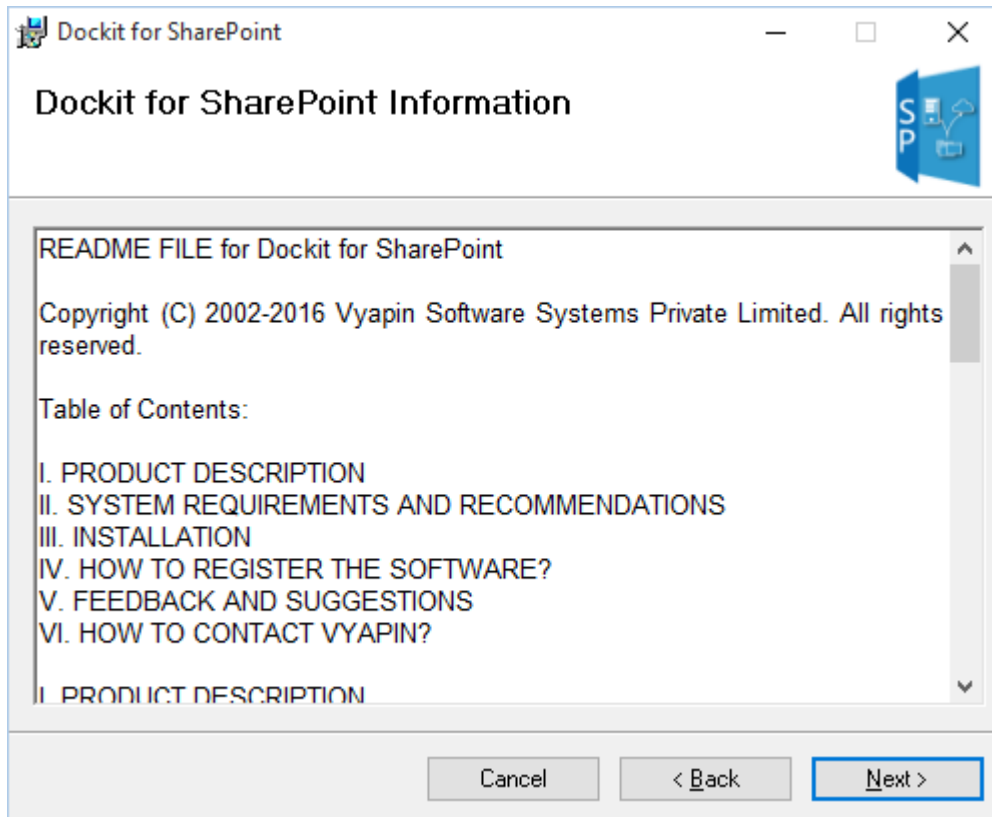 Dockit for SharePoint
Dockit for SharePoint Information
S
P
README FILE for Dockit for SharePoint
Copyright (C) 2002-2016 Vyapin Software Systems Private Limited. All rights
reserved.
Table of Contents:
I. PRODUCT DESCRIPTION
II. SYSTEM REQUIREMENTS AND RECOMMENDATIONS
III. INSTALLATION
IV. HOW TO REGISTER THE SOFTWARE?
V. FEEDBACK AND SUGGESTIONS
VI. HOW TO CONTACT VYAPIN?
I. PRODUCT DESCRIPTION
Cancel
< Back
Next >